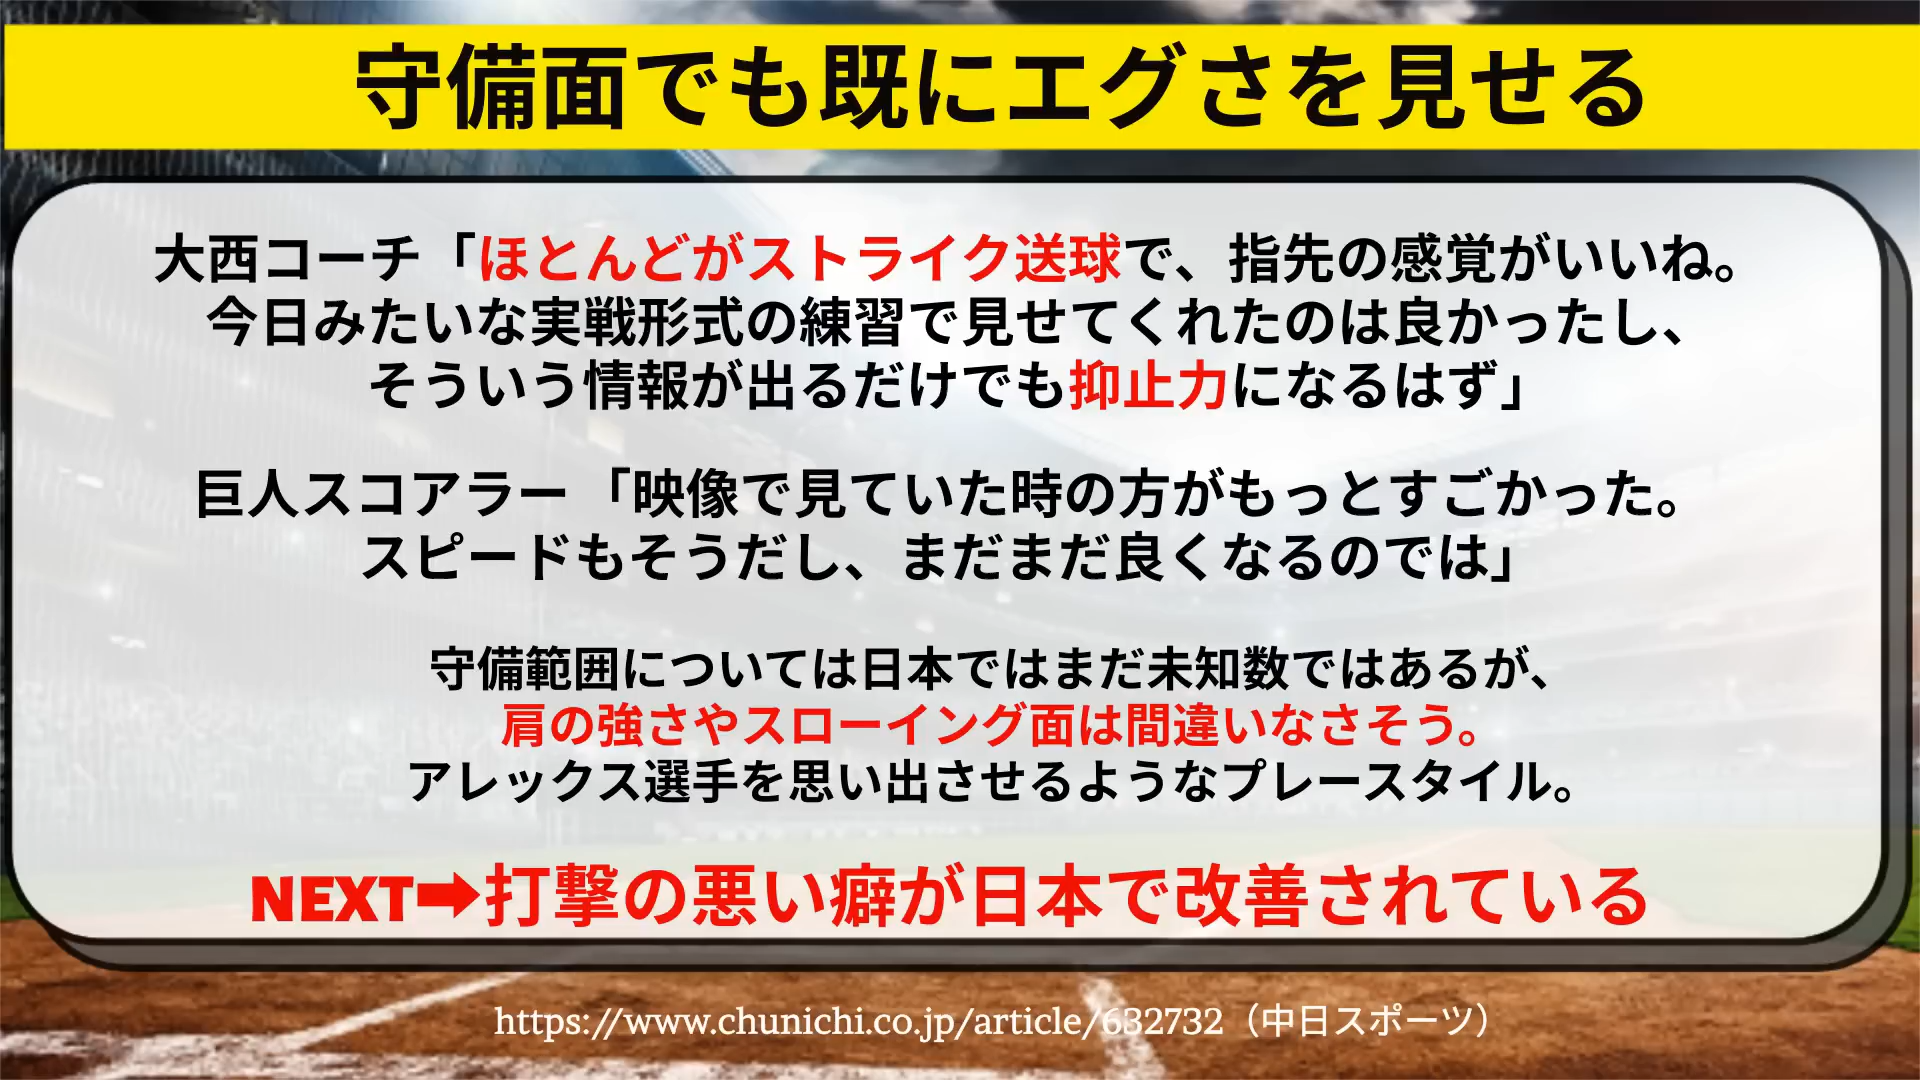 守備面でも既にエグさを見せる
大西コーチ「ほとんどがストライク送球で、指先の感覚がいいね。
今日みたいな実戦形式の練習で見せてくれたのは良かったし、
そういう情報が出るだけでも抑止力になるはず」
巨人スコアラー 「映像で見ていた時の方がもっとすごかった。
スピードもそうだし、まだまだ良くなるのでは」
守備範囲については日本ではまだ未知数ではあるが、
肩の強さやスローイング面は間違いなさそう。
アレックス選手を思い出させるようなプレースタイル。
NEXT➡打撃の悪い癖が日本で改善されている
https://www.chunichi.co.jp/article/632732（中日スポーツ）